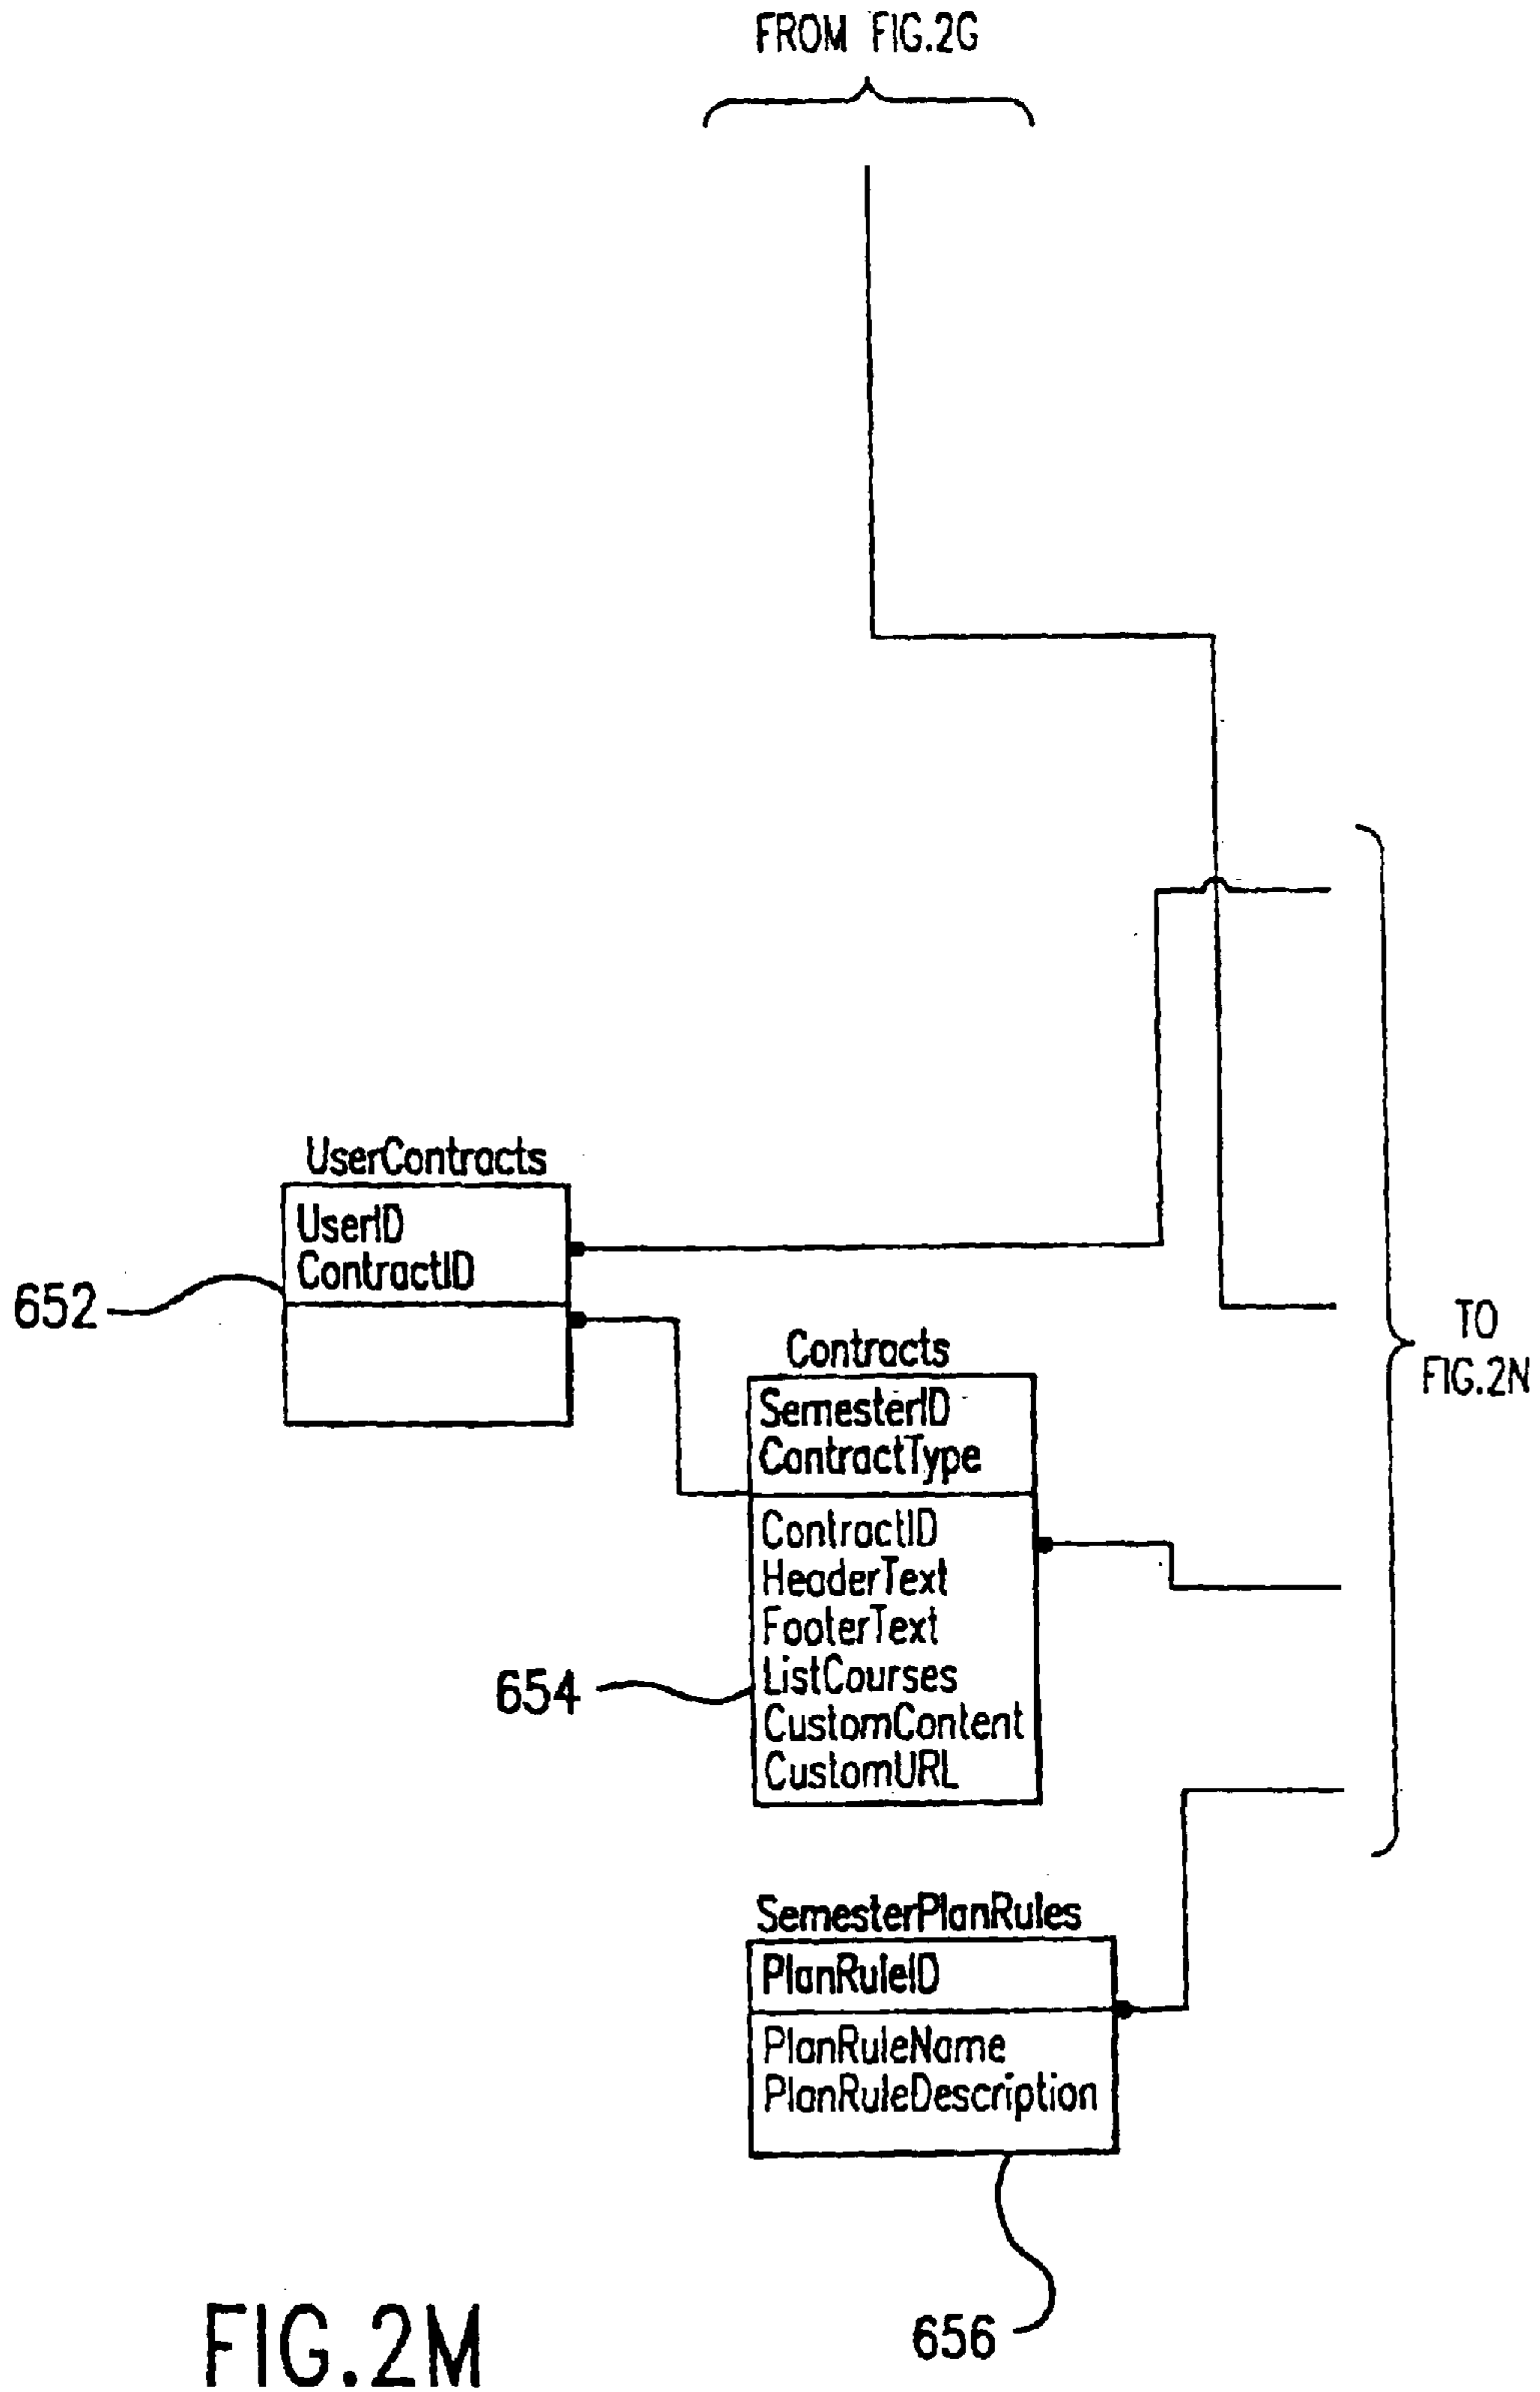 FROM FIG.2G
UserContracts
UserID
ContractID
652
TO
FIG.2N
Contracts
SemesterID
ContractType
ContractID
HeaderText
FooterText
ListCourses
CustomContent
CustomURL
654
SemesterPlanRules
PlanRuleID
PlanRuleName
PlanRuleDescription
656
FIG.2M